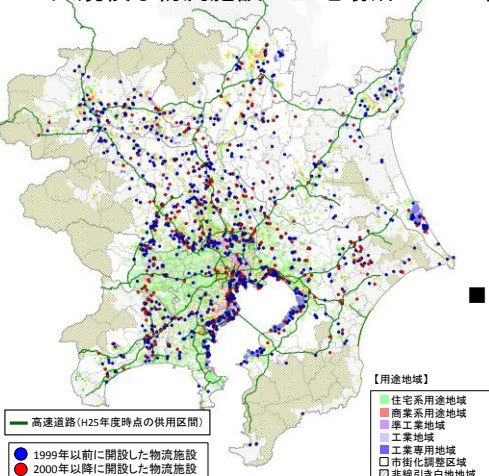 【用途地域】
住宅系用途地域
商業系用途地域
準工業地域
工業地域
工業専用地域
市街化調整区域
非線引き白地地域
高速道路(H25年度時点の供用区間)
1999年以前に開設した物流施設
2000年以降に開設した物流施設